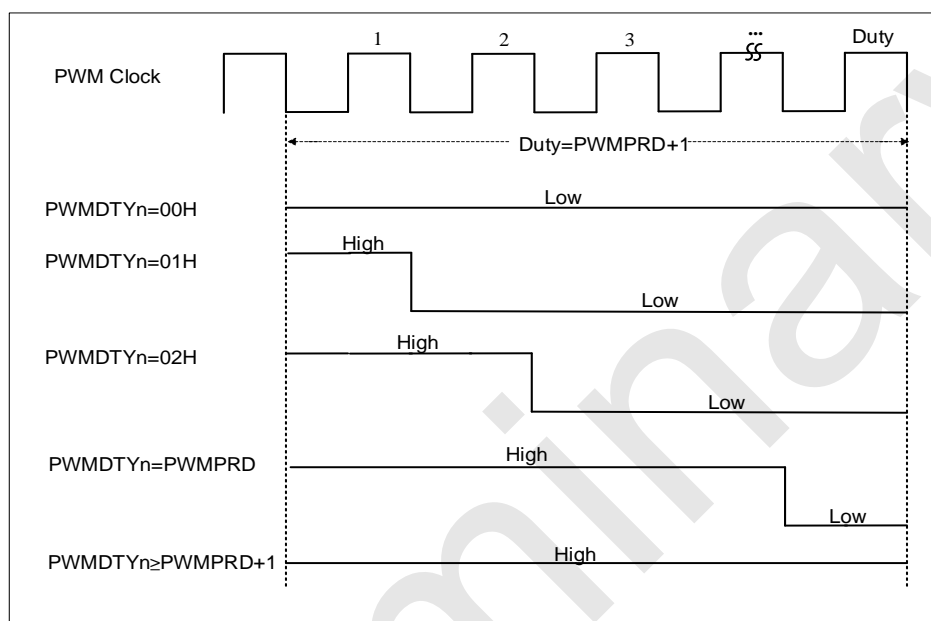 1 2 3 ... Duty
PWM Clock
Duty=PWMPRD+1
Low
PWMDTYn=00H
High
PWMDTYn=01H
Low
High
PWMDTYn=02H
Low
High
PWMDTYn=PWMPRD
Low
High
PWMDTYn≥PWMPRD+1
minary